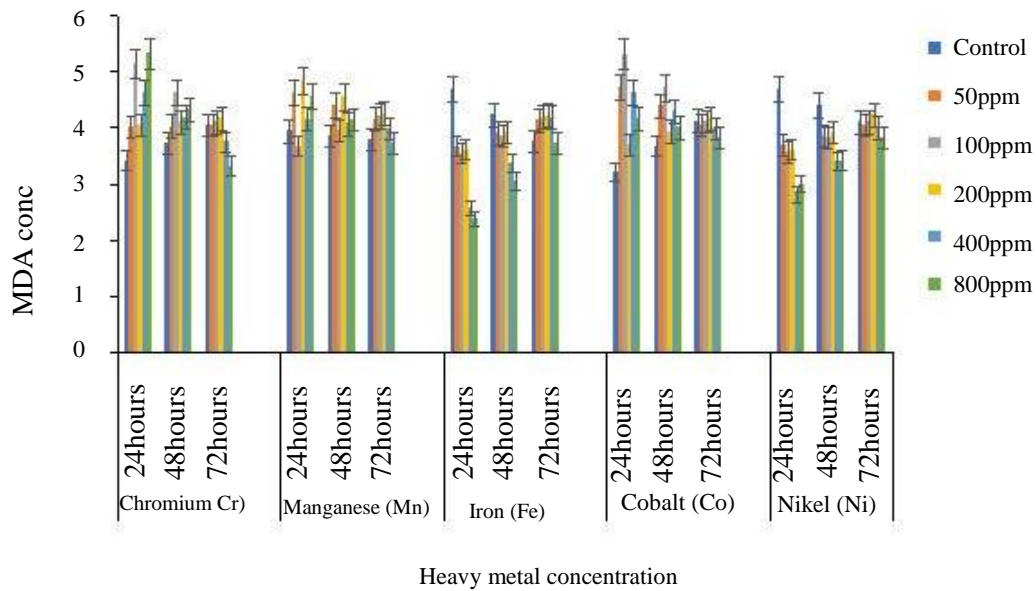 6
5
4
3
2
1
0
MDA conc
24hours
48hours
72hours
24hours
48hours
72hours
24hours
48hours
72hours
24hours
48hours
72hours
24hours
48hours
72hours
Chromium Cr)
Manganese (Mn)
Iron (Fe)
Cobalt (Co)
Nikel (Ni)
Heavy metal concentration
Control
50ppm
100ppm
200ppm
400ppm
800ppm